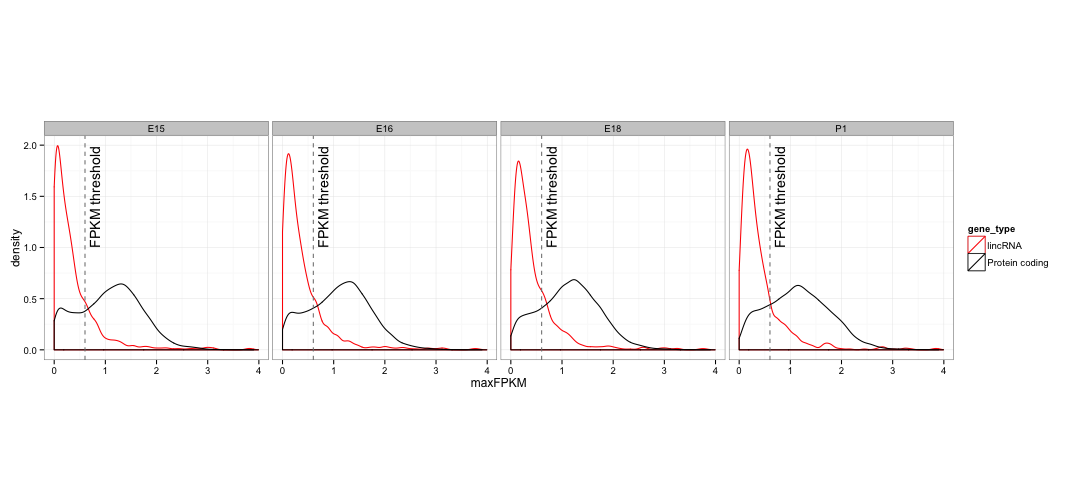 E15 E16 E18 P1
FPKM threshold FPKM threshold FPKM threshold FPKM threshold
2.0
1.5
1.0
0.5
0.0
density
0 1 2 3 4 0 1 2 3 4 0 1 2 3 4 0 1 2 3 4
maxFPKM
gene_type
lincRNA
Protein coding